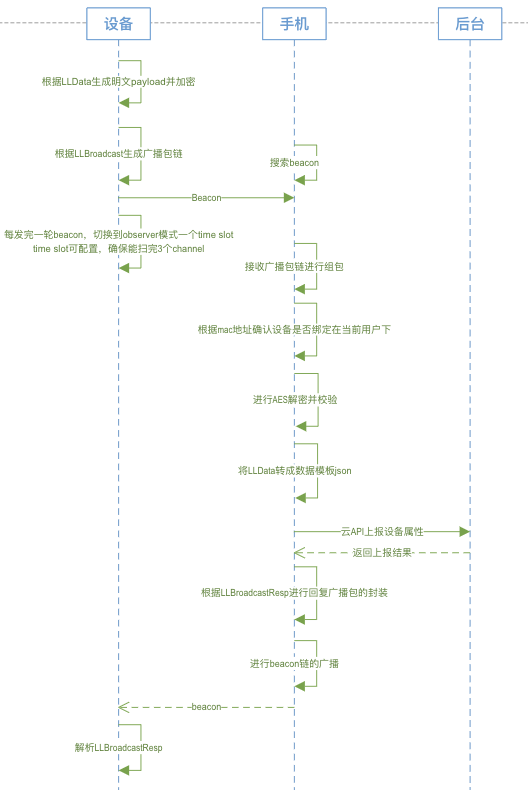 设备
手机
后台
根据LLData生成明文payload并加密
根据LLBroadcast生成广播包链
搜索beacon
Beacon
每发完一轮beacon，切换到observer模式一个time slot
time slot可配置，确保能扫完3个channel
接收广播包链进行组包
根据mac地址确认设备是否绑定在当前用户下
进行AES解密并校验
将LLData转成数据模板json
云API上报设备属性
返回上报结果
根据LLBroadcastResp进行回复广播包的封装
进行beacon链的广播
beacon
解析LLBroadcastResp